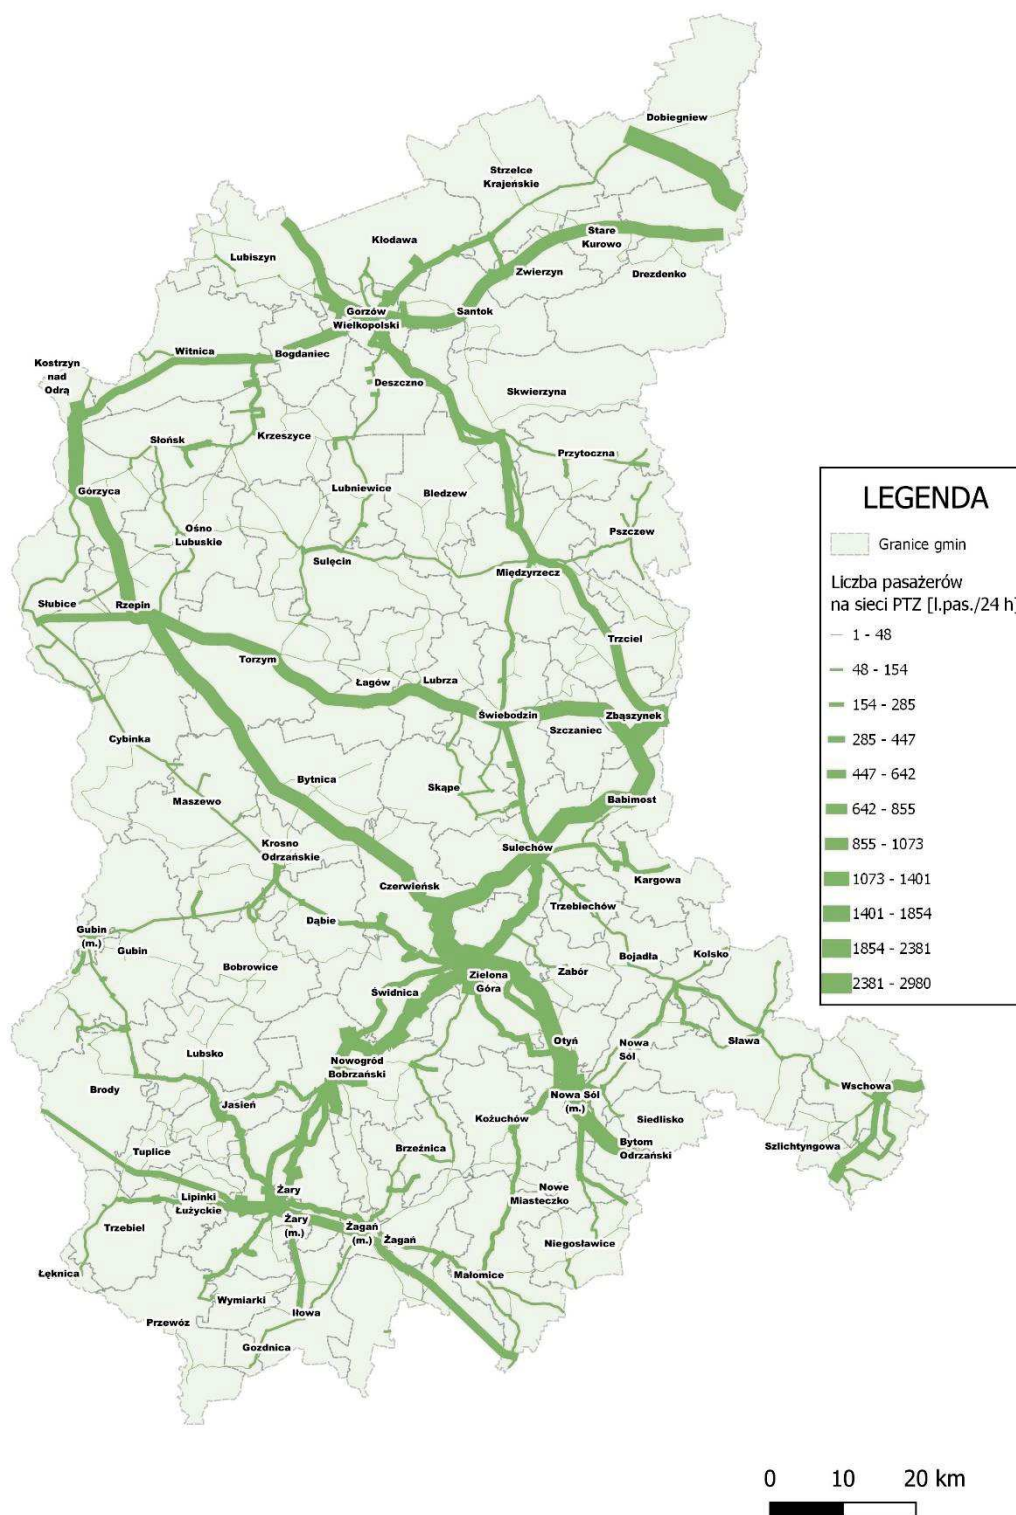 Dobiegniew
Strzelce
Krajeńskie
Kłodawa
Stare
Kurowo
Lubiszyn
Zwierzyn
Drezdenko
Gorzów
Wielkopolski
Santok
Witnica
Bogdaniec
Kostrzyn
nad
Odrą
Deszczno
Skwierzyna
Słońsk
Krzeszyce
Przytoczna
Górzyca
Lubniewice
Bledzew
Ośno
Lubuskie
Pszczew
Sulęcin
Międzyrzecz
Słubice
Rzepin
Trzciel
Torzym
Łagów
Lubrza
Świebodzin
Zbąszynek
Szczaniec
Cybinka
Bytnica
Skąpe
Maszewo
Babimost
Krosno
Odrzańskie
Sulechów
Czerwieńsk
Kargowa
Trzebiechów
Dąbie
Gubin
(m.)
Gubin
Bojadła
Kolsko
Bobrowice
Zielona
Góra
Zabór
Świdnica
Otyń
Nowa
Sól
Sława
Lubsko
Nowogród
Bobrzański
Brody
Wschowa
Jasień
Nowa Sól
(m.)
Kożuchów
Siedlisko
Tuplice
Brzeźnica
Bytom
Odrzański
Szlichtyngowa
Lipinki
Łużyckie
Żary
Nowe
Miasteczko
Trzebiel
Żary
(m.)
Żagań
(m.)
Żagań
Niegosławice
Łęknica
Małomice
Wymiarki
Iłowa
Przewóz
Gozdnica
LEGENDA
Granice gmin
Liczba pasażerów
na sieci PTZ [l.pas./24 h]
1 - 48
48 - 154
154 - 285
285 - 447
447 - 642
642 - 855
855 - 1073
1073 - 1401
1401 - 1854
1854 - 2381
2381 - 2980
0 10 20 km